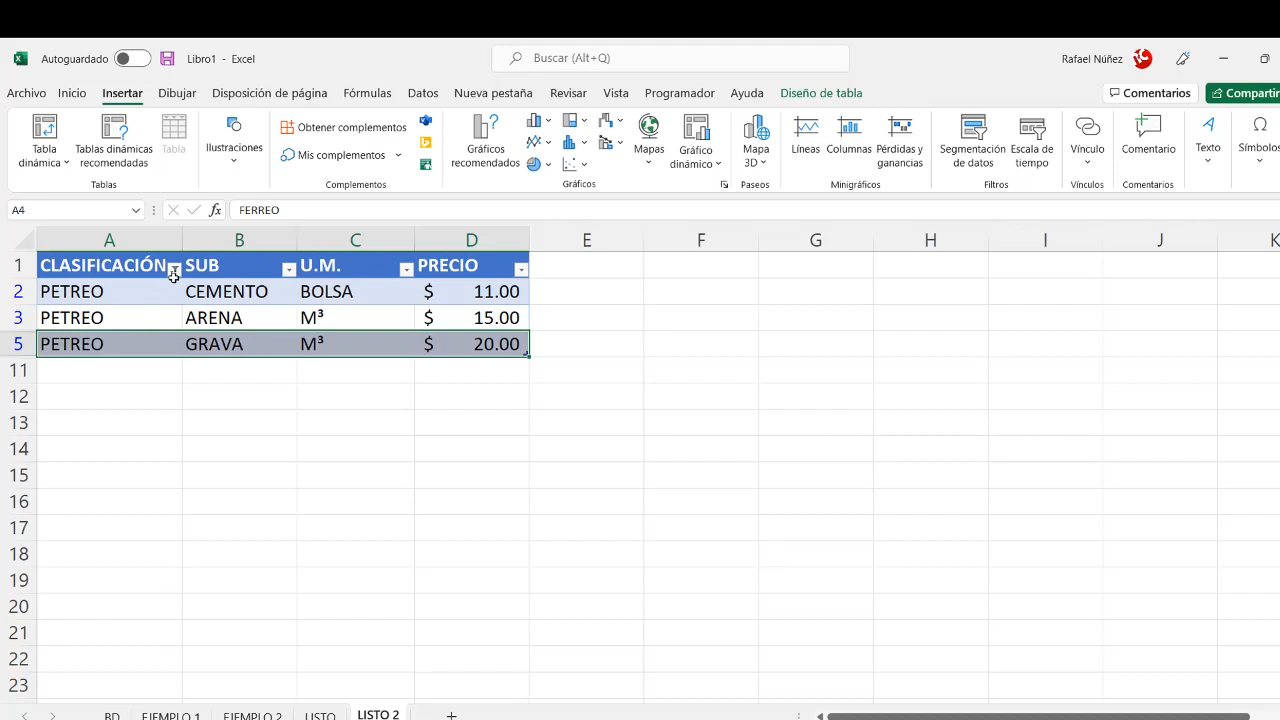 Autoguardado Libro1 - Excel Buscar (Alt+Q) Rafael Núñez
Archivo Inicio Insertar Dibujar Disposición de página Fórmulas Datos Nueva pestaña Revisar Vista Programador Ayuda Diseño de tabla Comentarios Compartir
Tabla dinámica
Tablas dinámicas recomendadas
Tabla
Tablas
Ilustraciones
Obtener complementos
Mis complementos
Complementos
Gráficos recomendados
Mapas
Gráfico dinámico
Gráficos
Mapa 3D
Paseos
Líneas
Columnas
Pérdidas y ganancias
Minigráficos
Segmentación de datos
Escala de tiempo
Filtros
Vínculo
Vínculos
Comentario
Comentarios
Texto
Símbolos
A4 fx FERREO
A B C D E F G H I J K
1 CLASIFICACIÓN SUB U.M. PRECIO
2 PETREO CEMENTO BOLSA $ 11.00
3 PETREO ARENA M³ $ 15.00
5 PETREO GRAVA M³ $ 20.00
11
12
13
14
15
16
17
18
19
20
21
22
23
BD EJEMPLO 1 EJEMPLO 2 LISTO LISTO 2